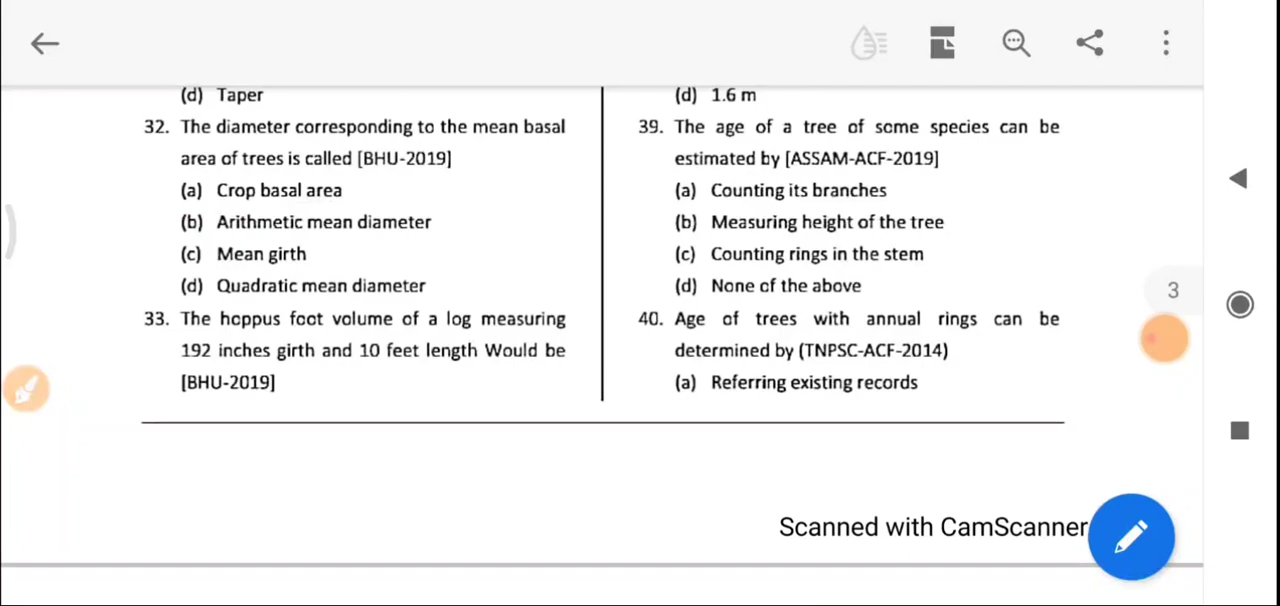 (d) Taper
32. The diameter corresponding to the mean basal
area of trees is called [BHU-2019]
(a) Crop basal area
(b) Arithmetic mean diameter
(c) Mean girth
(d) Quadratic mean diameter
33. The hoppus foot volume of a log measuring
192 inches girth and 10 feet length Would be
[BHU-2019]
(d) 1.6 m
39. The age of a tree of some species can be
estimated by [ASSAM-ACF-2019]
(a) Counting its branches
(b) Measuring height of the tree
(c) Counting rings in the stem
(d) None of the above
40. Age of trees with annual rings can be
determined by (TNPSC-ACF-2014)
(a) Referring existing records
3
Scanned with CamScanner